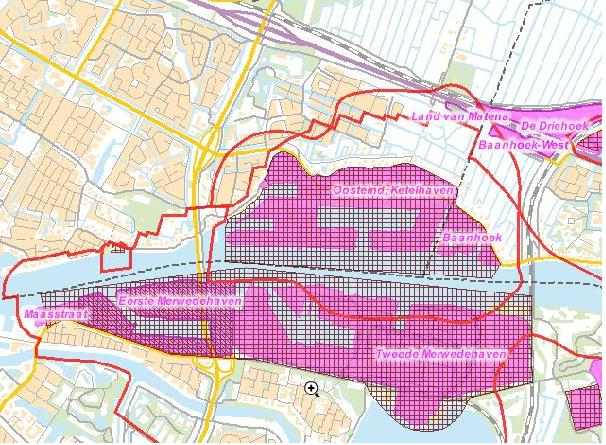 Land van Matena
De Driehoek
Baanhoek-West
Oosteind, Ketelhaven
Baanhoek
Eerste Merwedehaven
Maasstraat
Tweede Merwedehaven